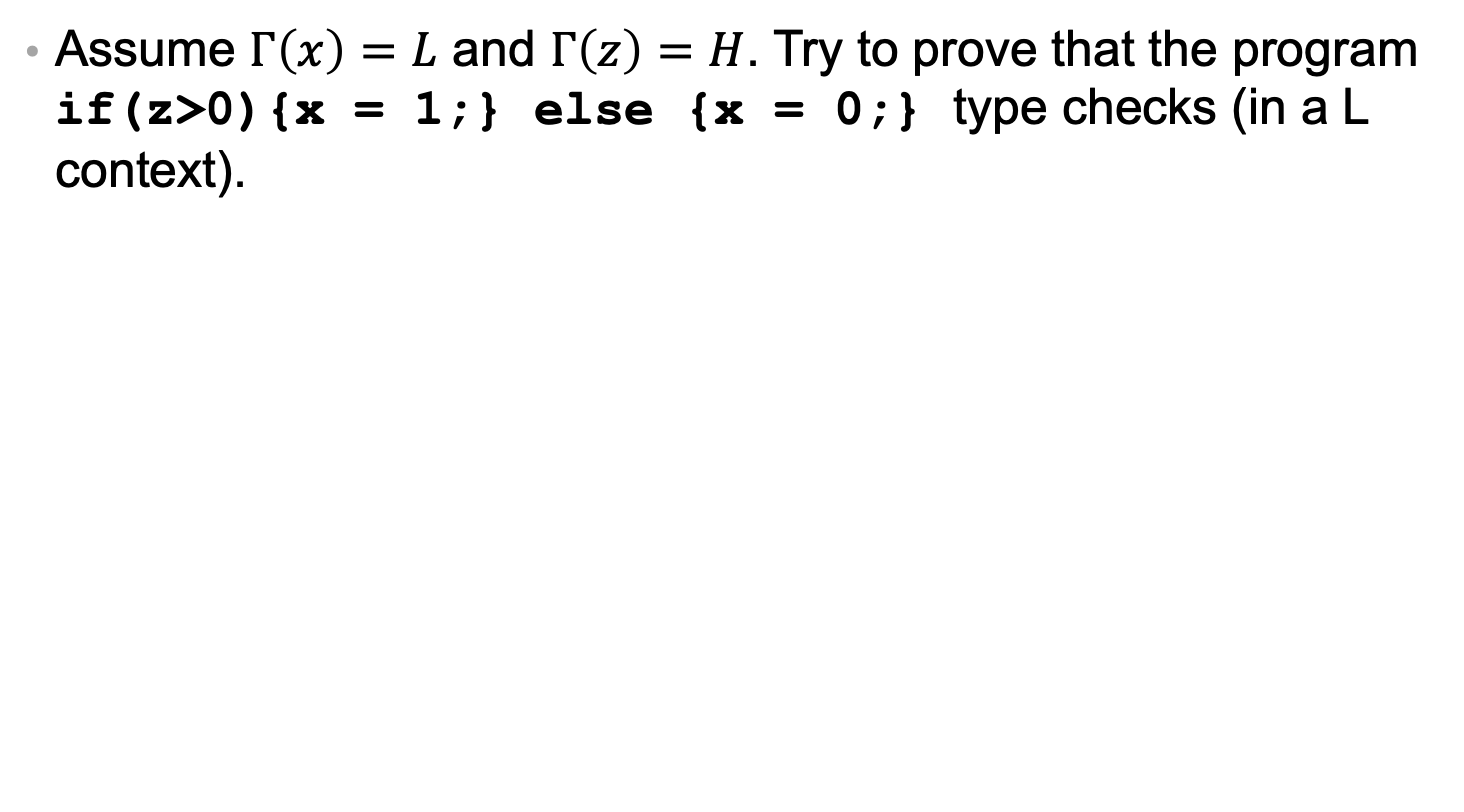 • Assume Γ(x) = L and Γ(z) = H. Try to prove that the program
if(z>0){x = 1;} else {x = 0;} type checks (in a L
context).